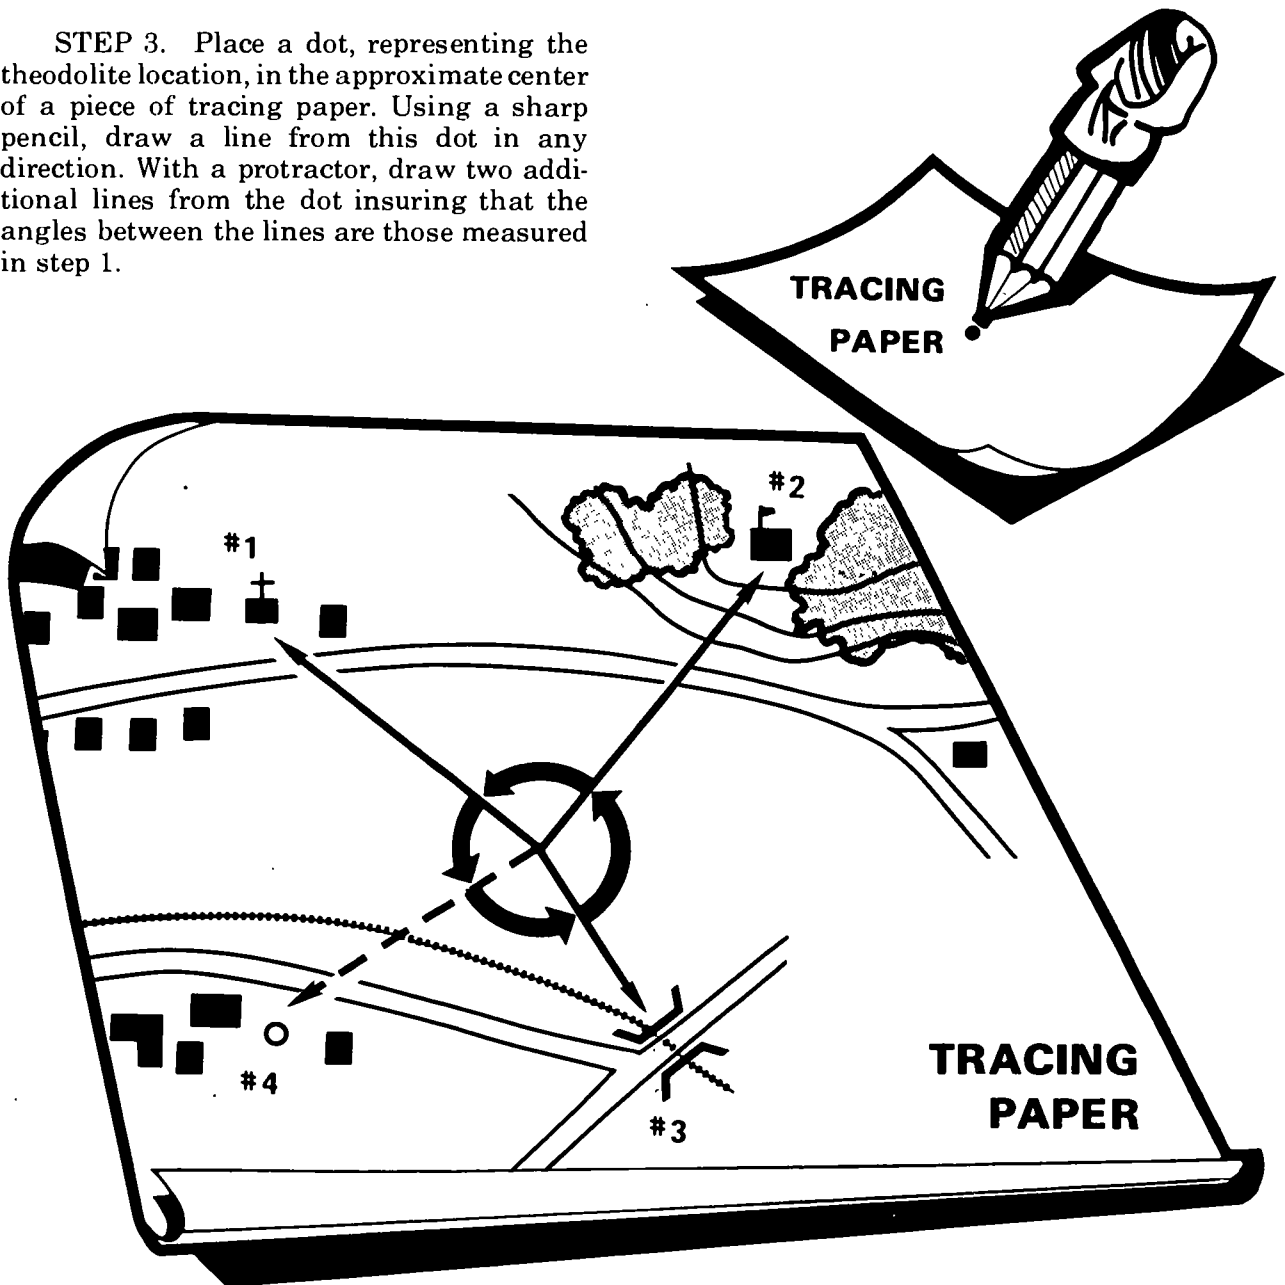 STEP 3. Place a dot, representing the
theodolite location, in the approximate center
of a piece of tracing paper. Using a sharp
pencil, draw a line from this dot in any
direction. With a protractor, draw two addi-
tional lines from the dot insuring that the
angles between the lines are those measured
in step 1.
TRACING
PAPER
#2
#1
TRACING
PAPER
#4
#3